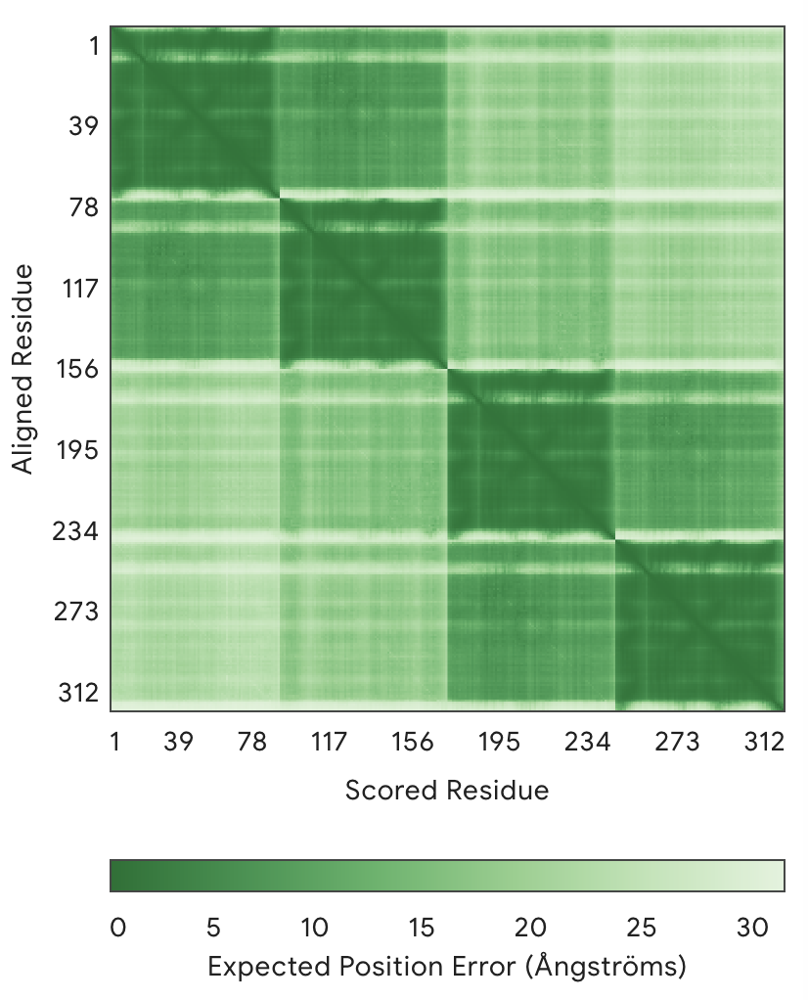 Aligned Residue
1
39
78
117
156
195
234
273
312
1 39 78 117 156 195 234 273 312
Scored Residue
0 5 10 15 20 25 30
Expected Position Error (Ångströms)